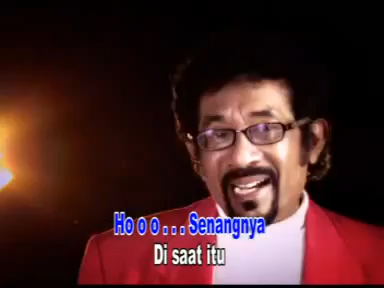 Ho o o . . . Senangnya
Di saat itu